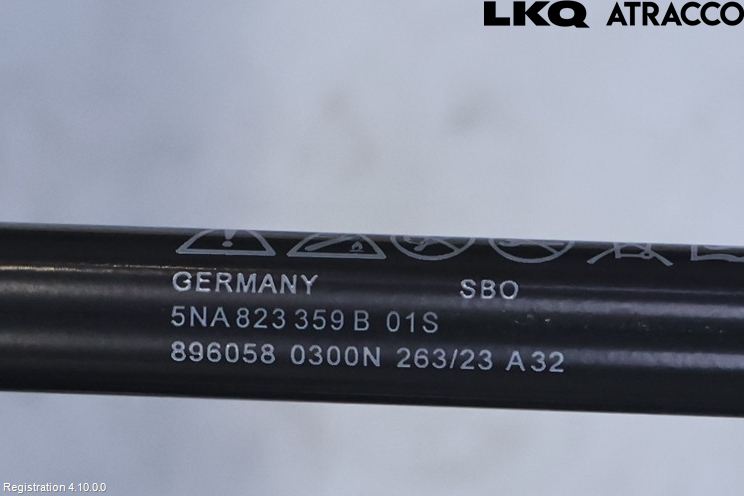 LKQ ATRACCO
GERMANY SBO
5NA 823 359 B 01S
896058 0300N 263/23 A32
Registration 4.10.0.0